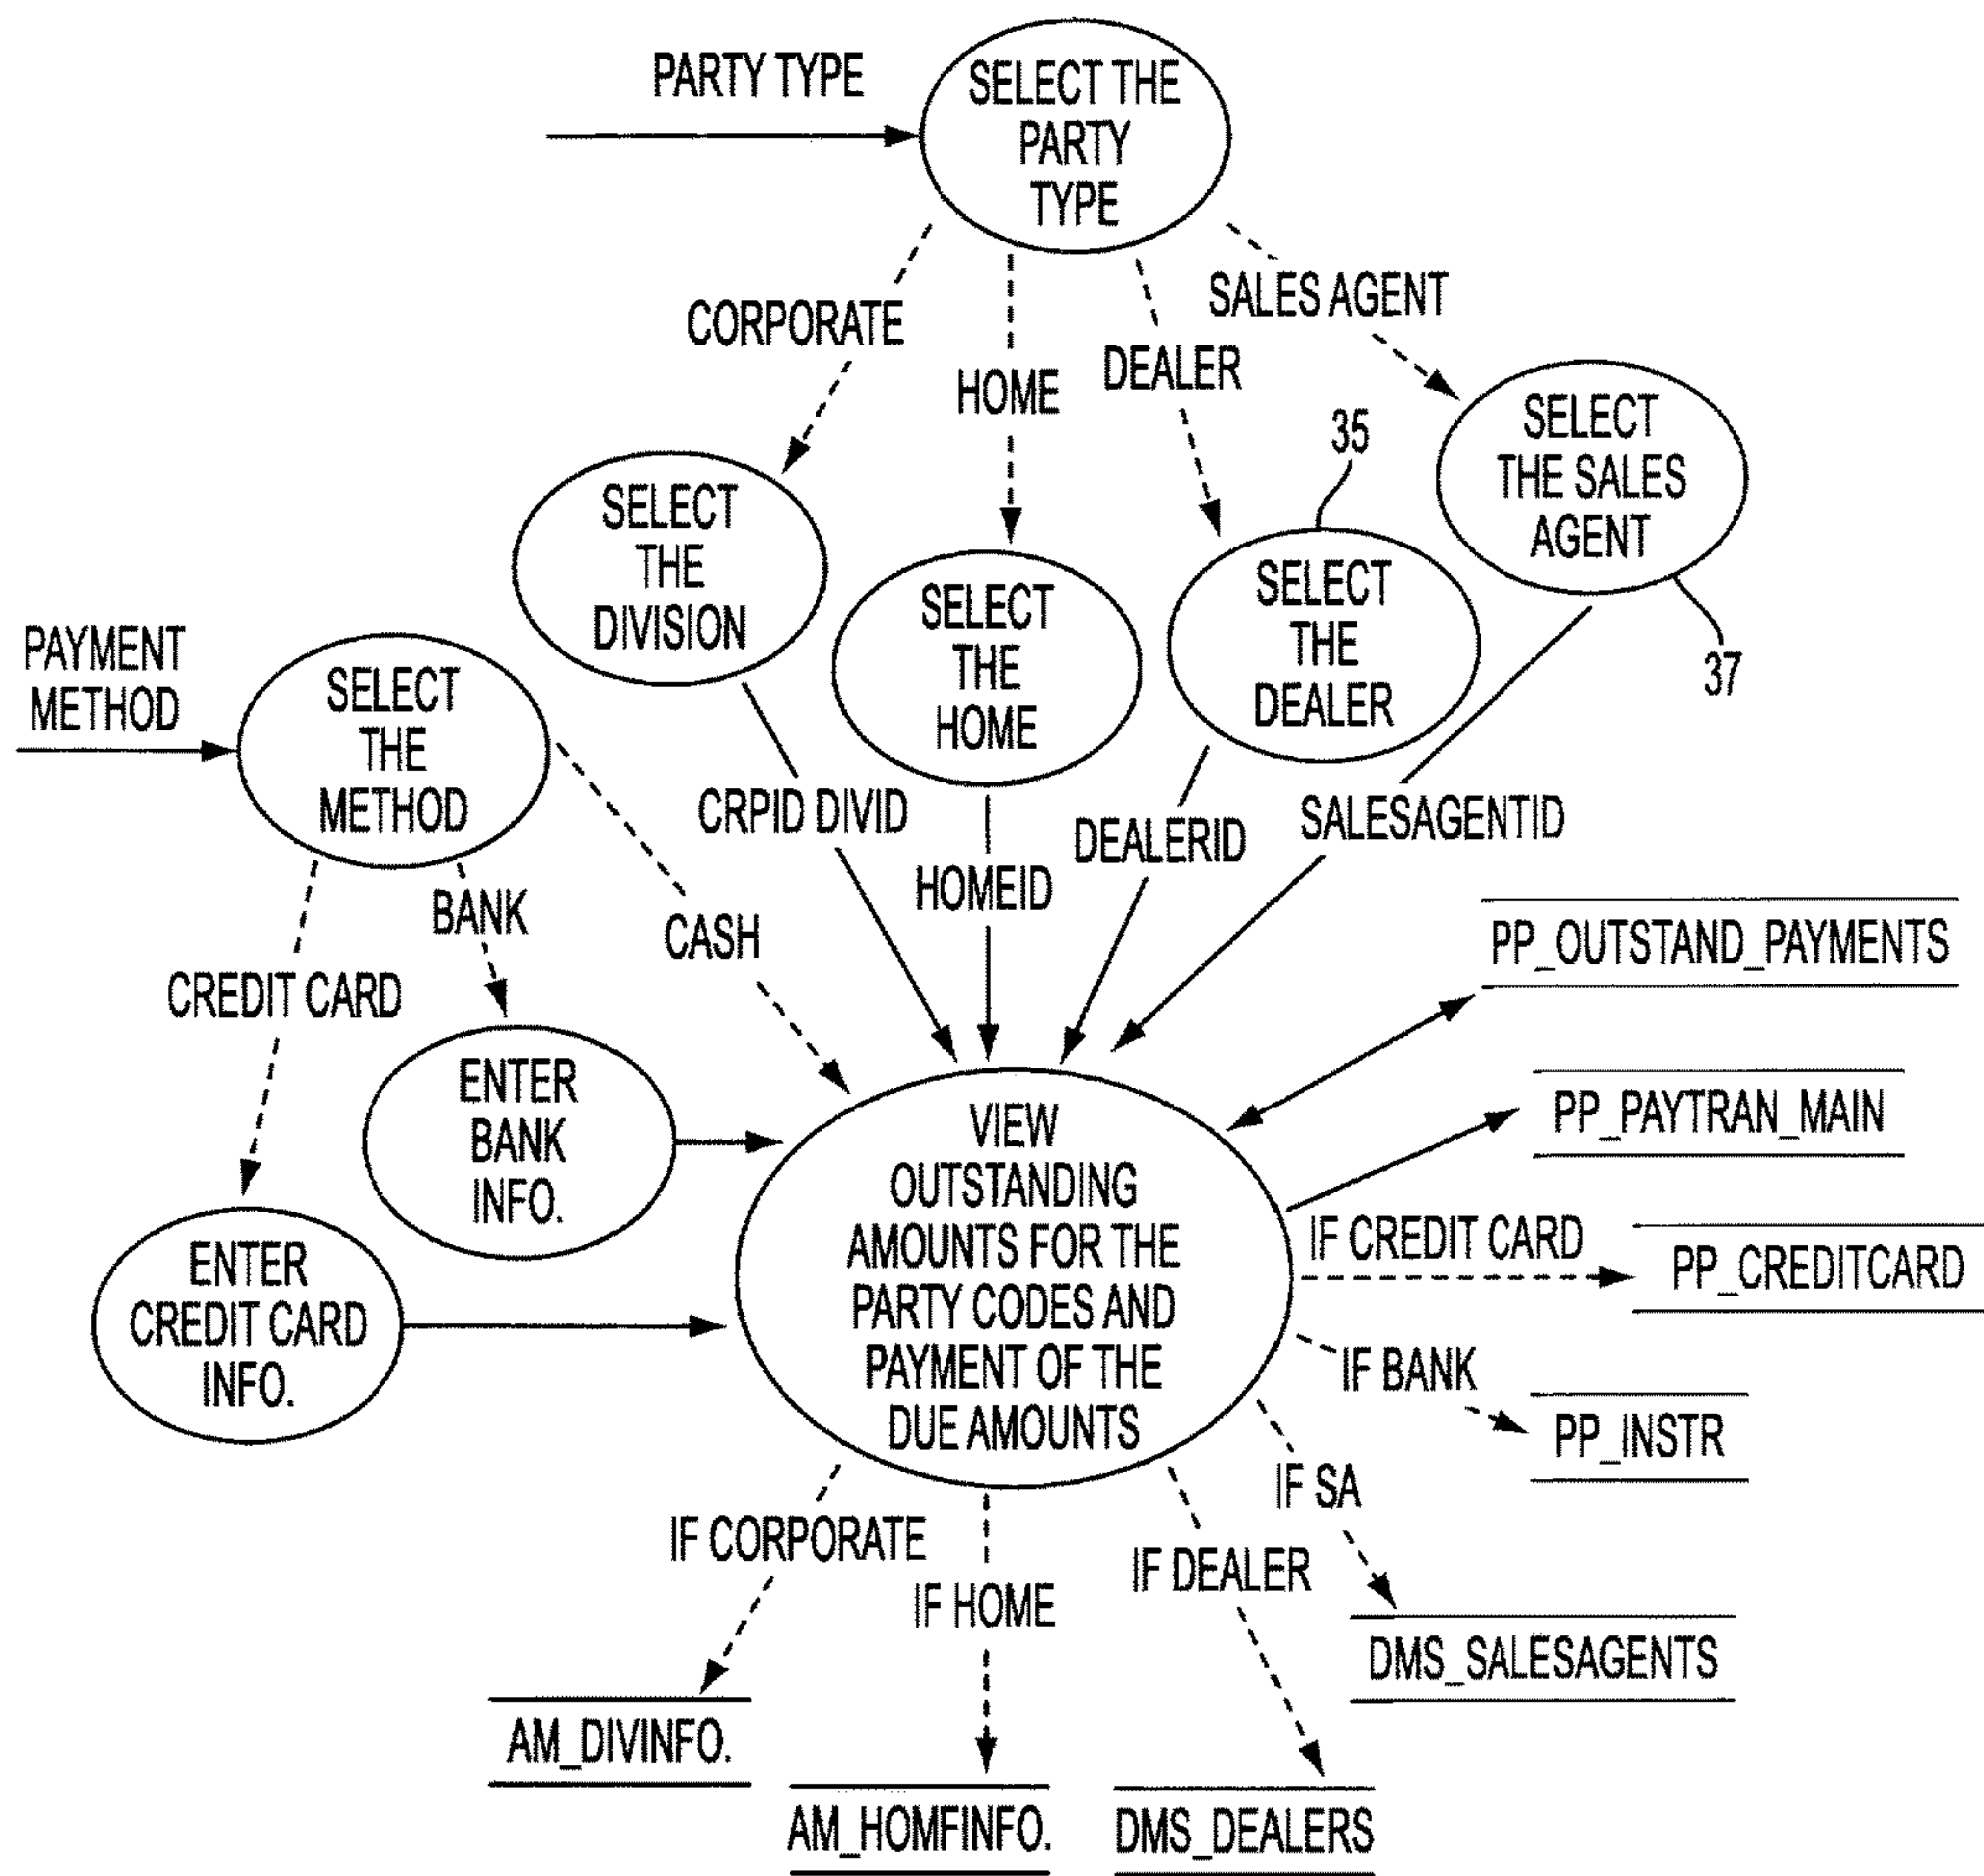 PARTY TYPE
SELECT THE
PARTY
TYPE
CORPORATE
HOME
DEALER
SALES AGENT
SELECT
THE
DIVISION
SELECT
THE
HOME
35
SELECT
THE
DEALER
SELECT
THE SALES
AGENT
37
PAYMENT
METHOD
SELECT
THE
METHOD
CRPID DIVID
HOMEID
DEALERID
SALESAGENTID
CREDIT CARD
BANK
CASH
ENTER
BANK
INFO.
ENTER
CREDIT CARD
INFO.
VIEW
OUTSTANDING
AMOUNTS FOR THE
PARTY CODES AND
PAYMENT OF THE
DUE AMOUNTS
PP_OUTSTAND_PAYMENTS
PP_PAYTRAN_MAIN
IF CREDIT CARD
PP_CREDITCARD
IF BANK
PP_INSTR
IF SA
DMS_SALESAGENTS
IF CORPORATE
IF HOME
IF DEALER
AM_DIVINFO.
AM_HOMFINFO.
DMS_DEALERS